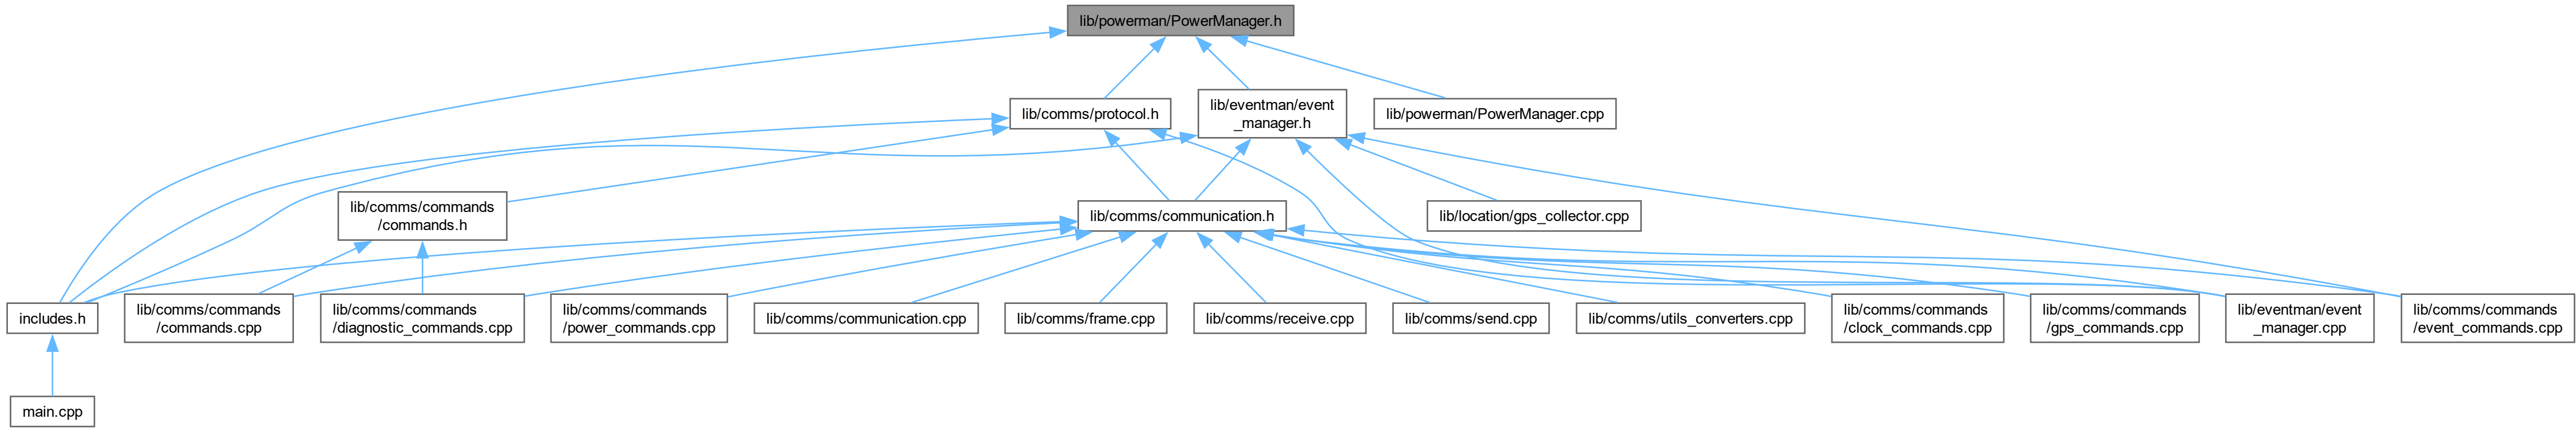 lib/powerman/PowerManager.h
lib/comms/protocol.h
lib/eventman/event
_manager.h
lib/powerman/PowerManager.cpp
lib/comms/commands
/commands.h
lib/comms/communication.h
lib/location/gps_collector.cpp
includes.h
lib/comms/commands
/commands.cpp
lib/comms/commands
/diagnostic_commands.cpp
lib/comms/commands
/power_commands.cpp
lib/comms/communication.cpp
lib/comms/frame.cpp
lib/comms/receive.cpp
lib/comms/send.cpp
lib/comms/utils_converters.cpp
lib/comms/commands
/clock_commands.cpp
lib/comms/commands
/gps_commands.cpp
lib/eventman/event
_manager.cpp
lib/comms/commands
/event_commands.cpp
main.cpp